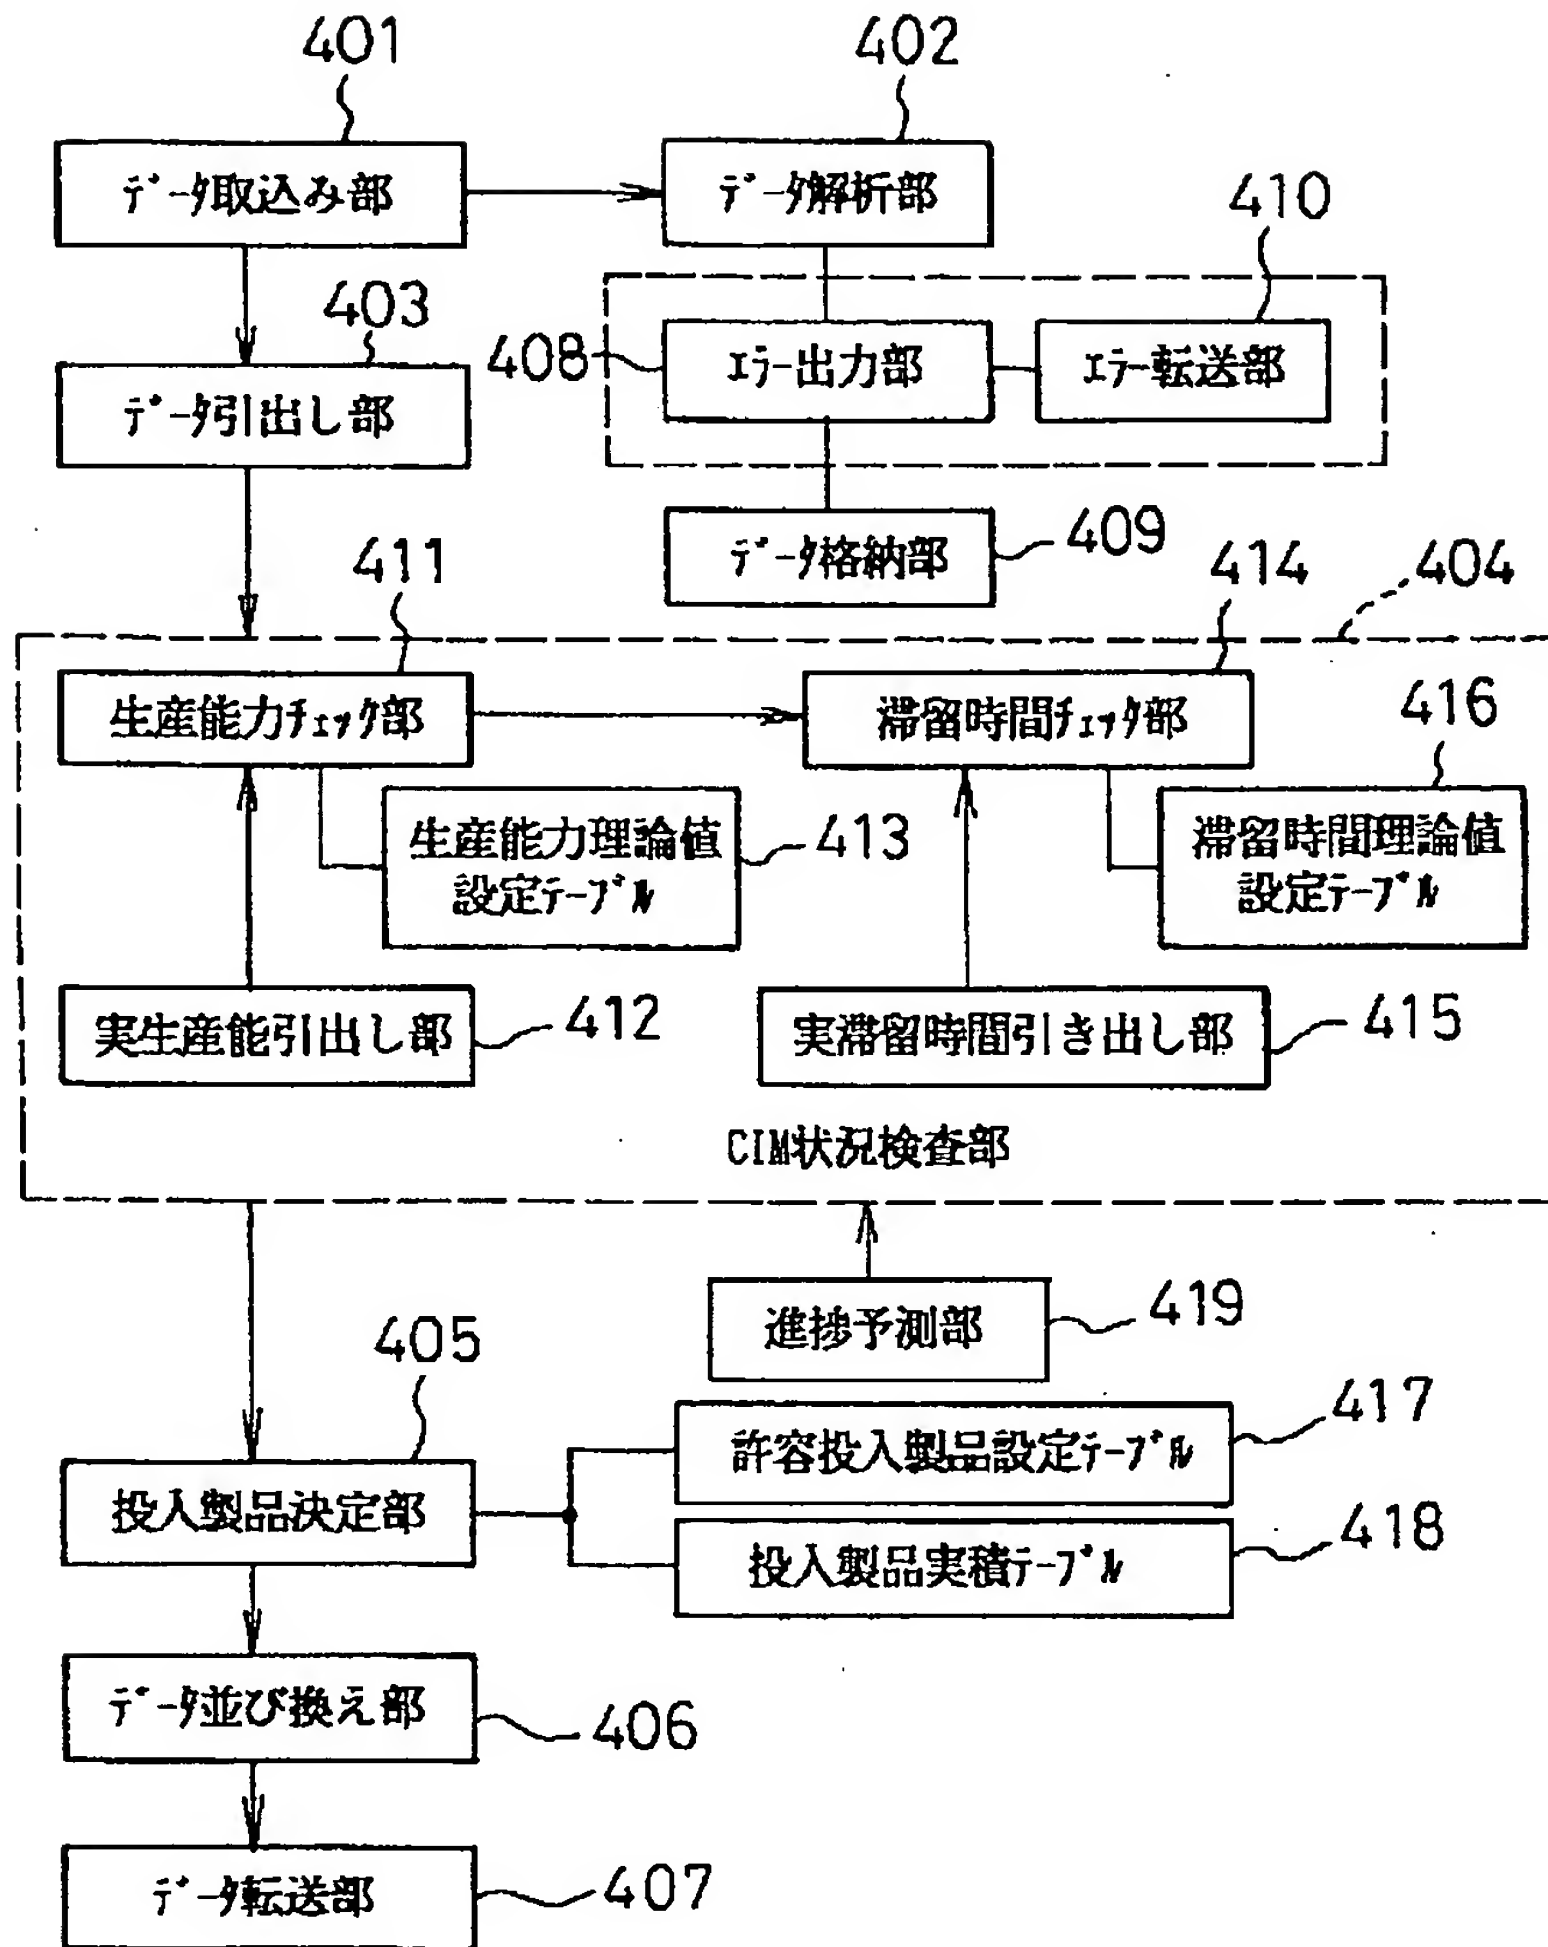 401
402
データ取込み部
データ解析部
410
403
408
エラー出力部
エラー転送部
データ引出し部
409
データ格納部
411
414
404
生産能力チェック部
滞留時間チェック部
416
生産能力理論値
設定テーブル
413
滞留時間理論値
設定テーブル
実生産能引出し部
412
実滞留時間引き出し部
415
CIM状況検査部
進捗予測部
419
405
417
許容投入製品設定テーブル
投入製品決定部
418
投入製品実積テーブル
データ並び換え部
406
データ転送部
407